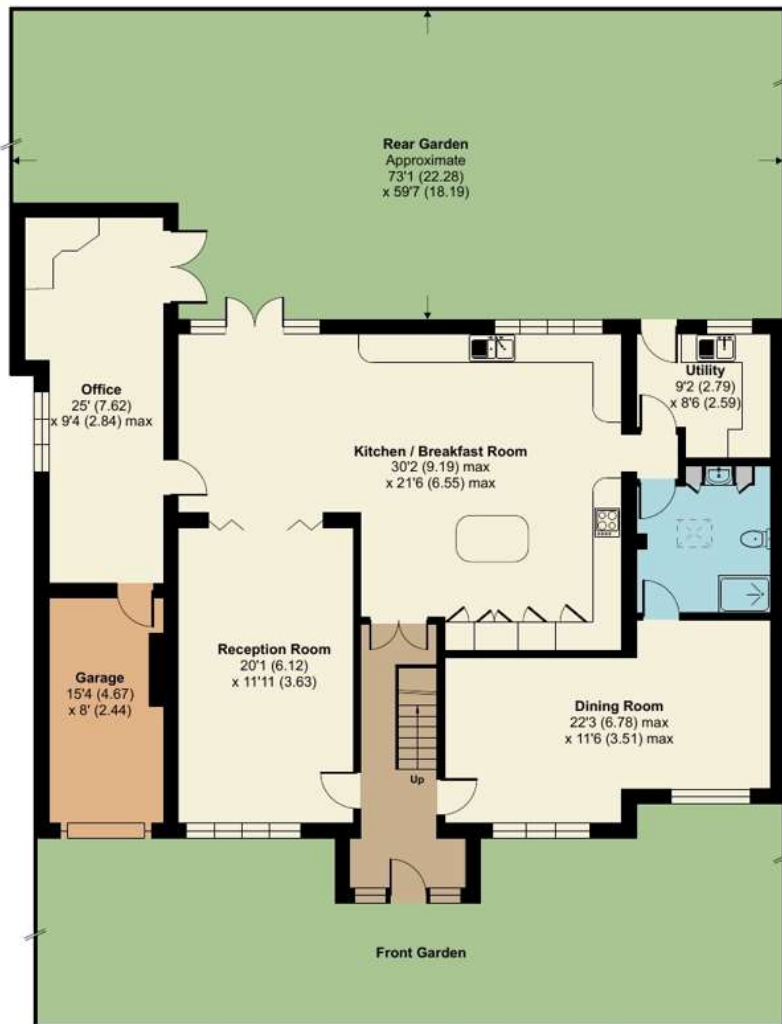 Rear Garden
Approximate
73'1 (22.28)
x 59'7 (18.19)
Office
25' (7.62)
x 9'4 (2.84) max
Utility
9'2 (2.79)
x 8'6 (2.59)
Kitchen / Breakfast Room
30'2 (9.19) max
x 21'6 (6.55) max
Reception Room
20'1 (6.12)
x 11'11 (3.63)
Garage
15'4 (4.67)
x 8' (2.44)
Dining Room
22'3 (6.78) max
x 11'6 (3.51) max
Up
Front Garden